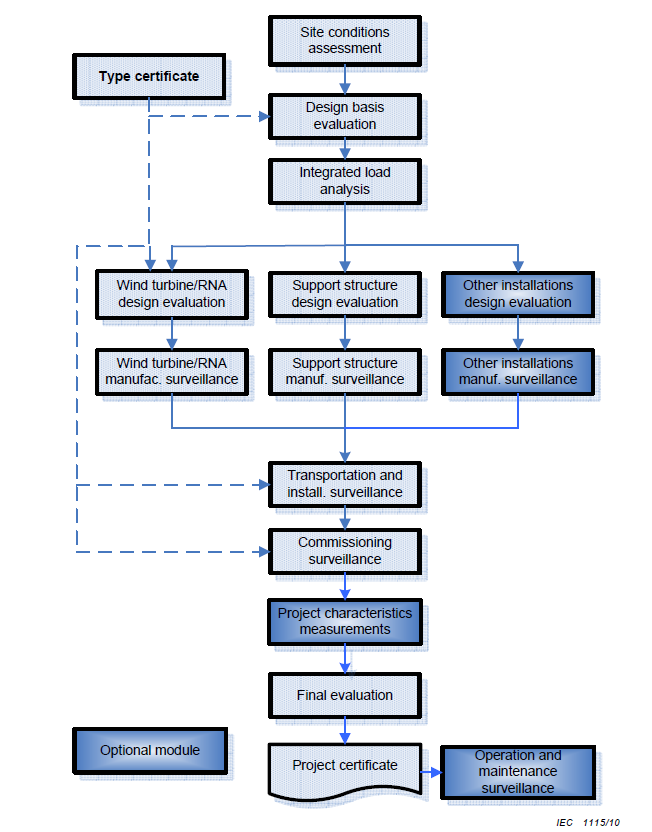 Site conditions
assessment
Type certificate
Design basis
evaluation
Integrated load
analysis
Wind turbine/RNA
design evaluation
Support structure
design evaluation
Other installations
design evaluation
Wind turbine/RNA
manufac. surveillance
Support structure
manuf. surveillance
Other installations
manuf. surveillance
Transportation and
install. surveillance
Commissioning
surveillance
Project characteristics
measurements
Final evaluation
Optional module
Project certificate
Operation and
maintenance
surveillance
IEC 1115/10